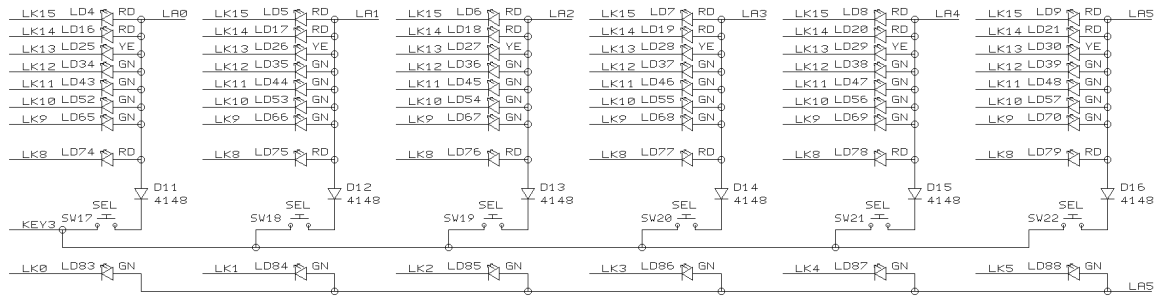 LK15 LD4 RD LA0 LK15 LD5 RD LA1 LK15 LD6 RD LA2 LK15 LD7 RD LA3 LK15 LD8 RD LA4 LK15 LD9 RD LA5
LK14 LD16 RD LK14 LD17 RD LK14 LD18 RD LK14 LD19 RD LK14 LD20 RD LK14 LD21 RD
LK13 LD25 YE LK13 LD26 YE LK13 LD27 YE LK13 LD28 YE LK13 LD29 YE LK13 LD30 YE
LK12 LD34 GN LK12 LD35 GN LK12 LD36 GN LK12 LD37 GN LK12 LD38 GN LK12 LD39 GN
LK11 LD43 GN LK11 LD44 GN LK11 LD45 GN LK11 LD46 GN LK11 LD47 GN LK11 LD48 GN
LK10 LD52 GN LK10 LD53 GN LK10 LD54 GN LK10 LD55 GN LK10 LD56 GN LK10 LD57 GN
LK9 LD65 GN LK9 LD66 GN LK9 LD67 GN LK9 LD68 GN LK9 LD69 GN LK9 LD70 GN
LK8 LD74 RD LK8 LD75 RD LK8 LD76 RD LK8 LD77 RD LK8 LD78 RD LK8 LD79 RD
D11 D12 D13 D14 D15 D16
4148 4148 4148 4148 4148 4148
SEL SEL SEL SEL SEL SEL
KEY3 SW17 SW18 SW19 SW20 SW21 SW22
LK0 LD83 GN LK1 LD84 GN LK2 LD85 GN LK3 LD86 GN LK4 LD87 GN LK5 LD88 GN
LA5